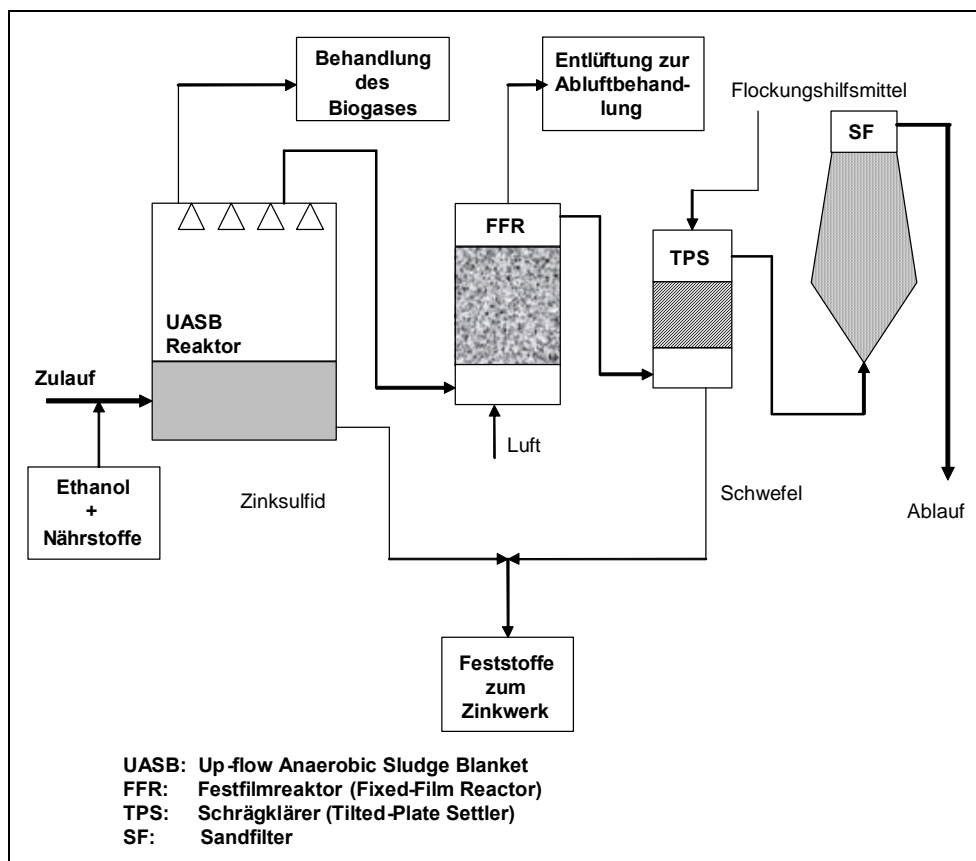 Behandlung
des
Biogases
Entlüftung zur
Abluftbehand-
lung
Flockungshilfsmittel
SF
FFR
TPS
UASB
Reaktor
Zulauf
Luft
Ethanol
+
Nährstoffe
Zinksulfid
Schwefel
Ablauf
Feststoffe
zum
Zinkwerk
UASB: Up-flow Anaerobic Sludge Blanket
FFR: Festfilmreaktor (Fixed-Film Reactor)
TPS: Schrägklärer (Tilted-Plate Settler)
SF: Sandfilter